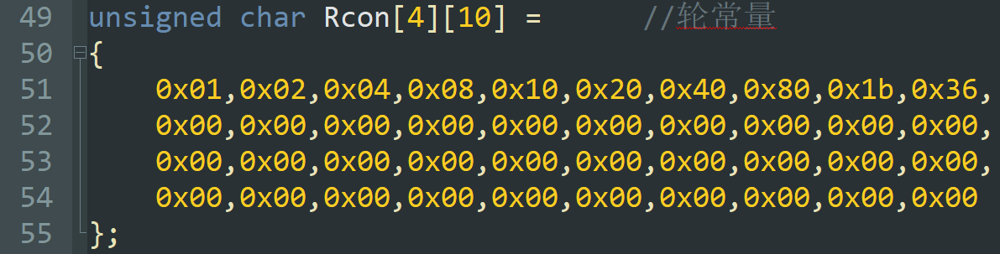 49 unsigned char Rcon[4][10] =      //轮常量
50 {
51     0x01,0x02,0x04,0x08,0x10,0x20,0x40,0x80,0x1b,0x36,
52     0x00,0x00,0x00,0x00,0x00,0x00,0x00,0x00,0x00,0x00,
53     0x00,0x00,0x00,0x00,0x00,0x00,0x00,0x00,0x00,0x00,
54     0x00,0x00,0x00,0x00,0x00,0x00,0x00,0x00,0x00,0x00
55 };